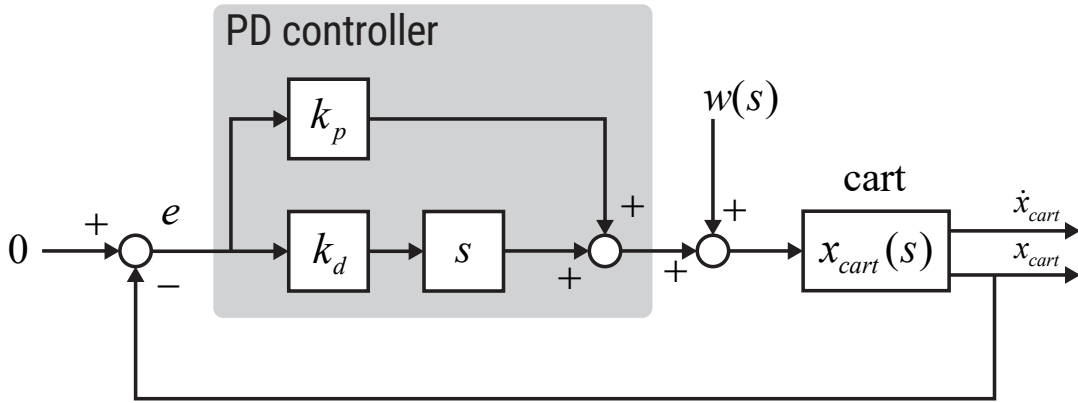 PD controller
k_p
w(s)
cart
+
e
+
+
ẋ_cart
0
k_d
s
x_cart(s)
x_cart
−
+
+